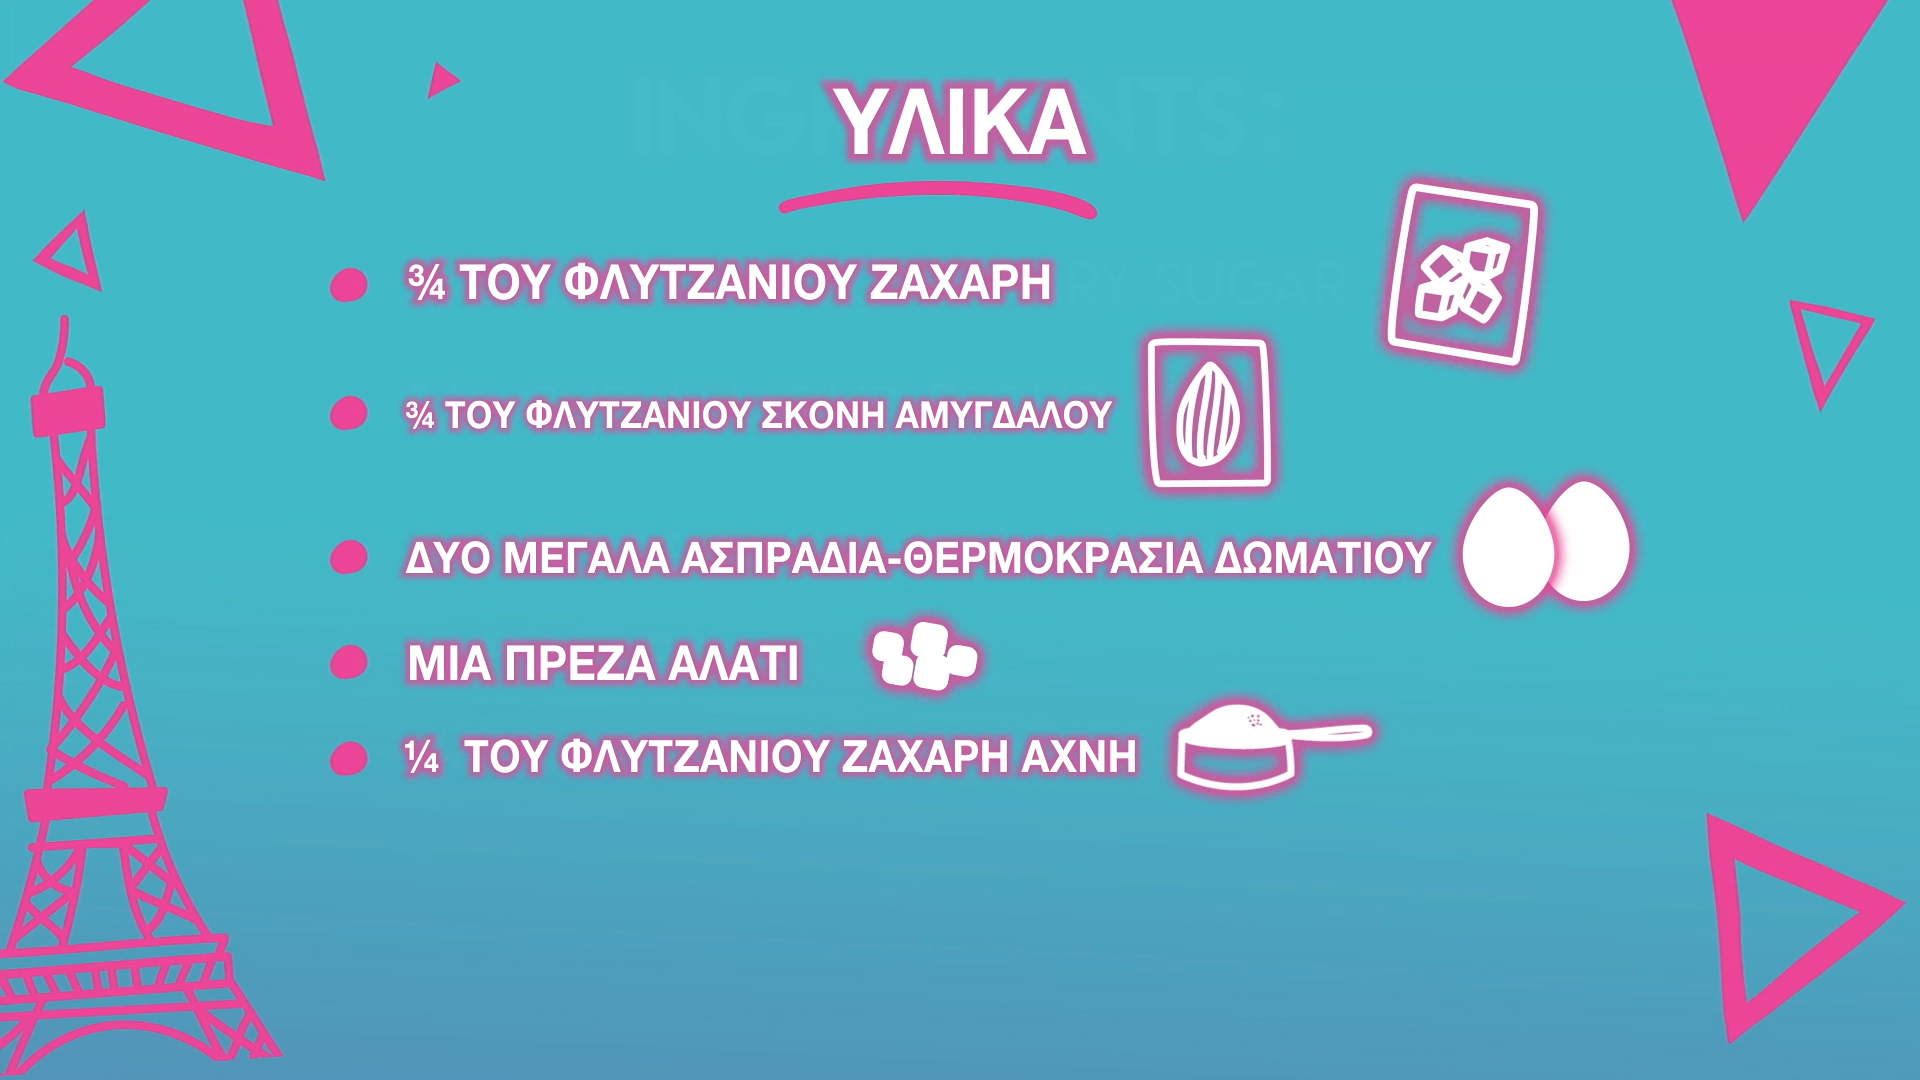 ΥΛΙΚΑ
¾ ΤΟΥ ΦΛΥΤΖΑΝΙΟΥ ΖΑΧΑΡΗ
¾ ΤΟΥ ΦΛΥΤΖΑΝΙΟΥ ΣΚΟΝΗ ΑΜΥΓΔΑΛΟΥ
ΔΥΟ ΜΕΓΑΛΑ ΑΣΠΡΑΔΙΑ-ΘΕΡΜΟΚΡΑΣΙΑ ΔΩΜΑΤΙΟΥ
ΜΙΑ ΠΡΕΖΑ ΑΛΑΤΙ
¼ ΤΟΥ ΦΛΥΤΖΑΝΙΟΥ ΖΑΧΑΡΗ ΑΧΝΗ